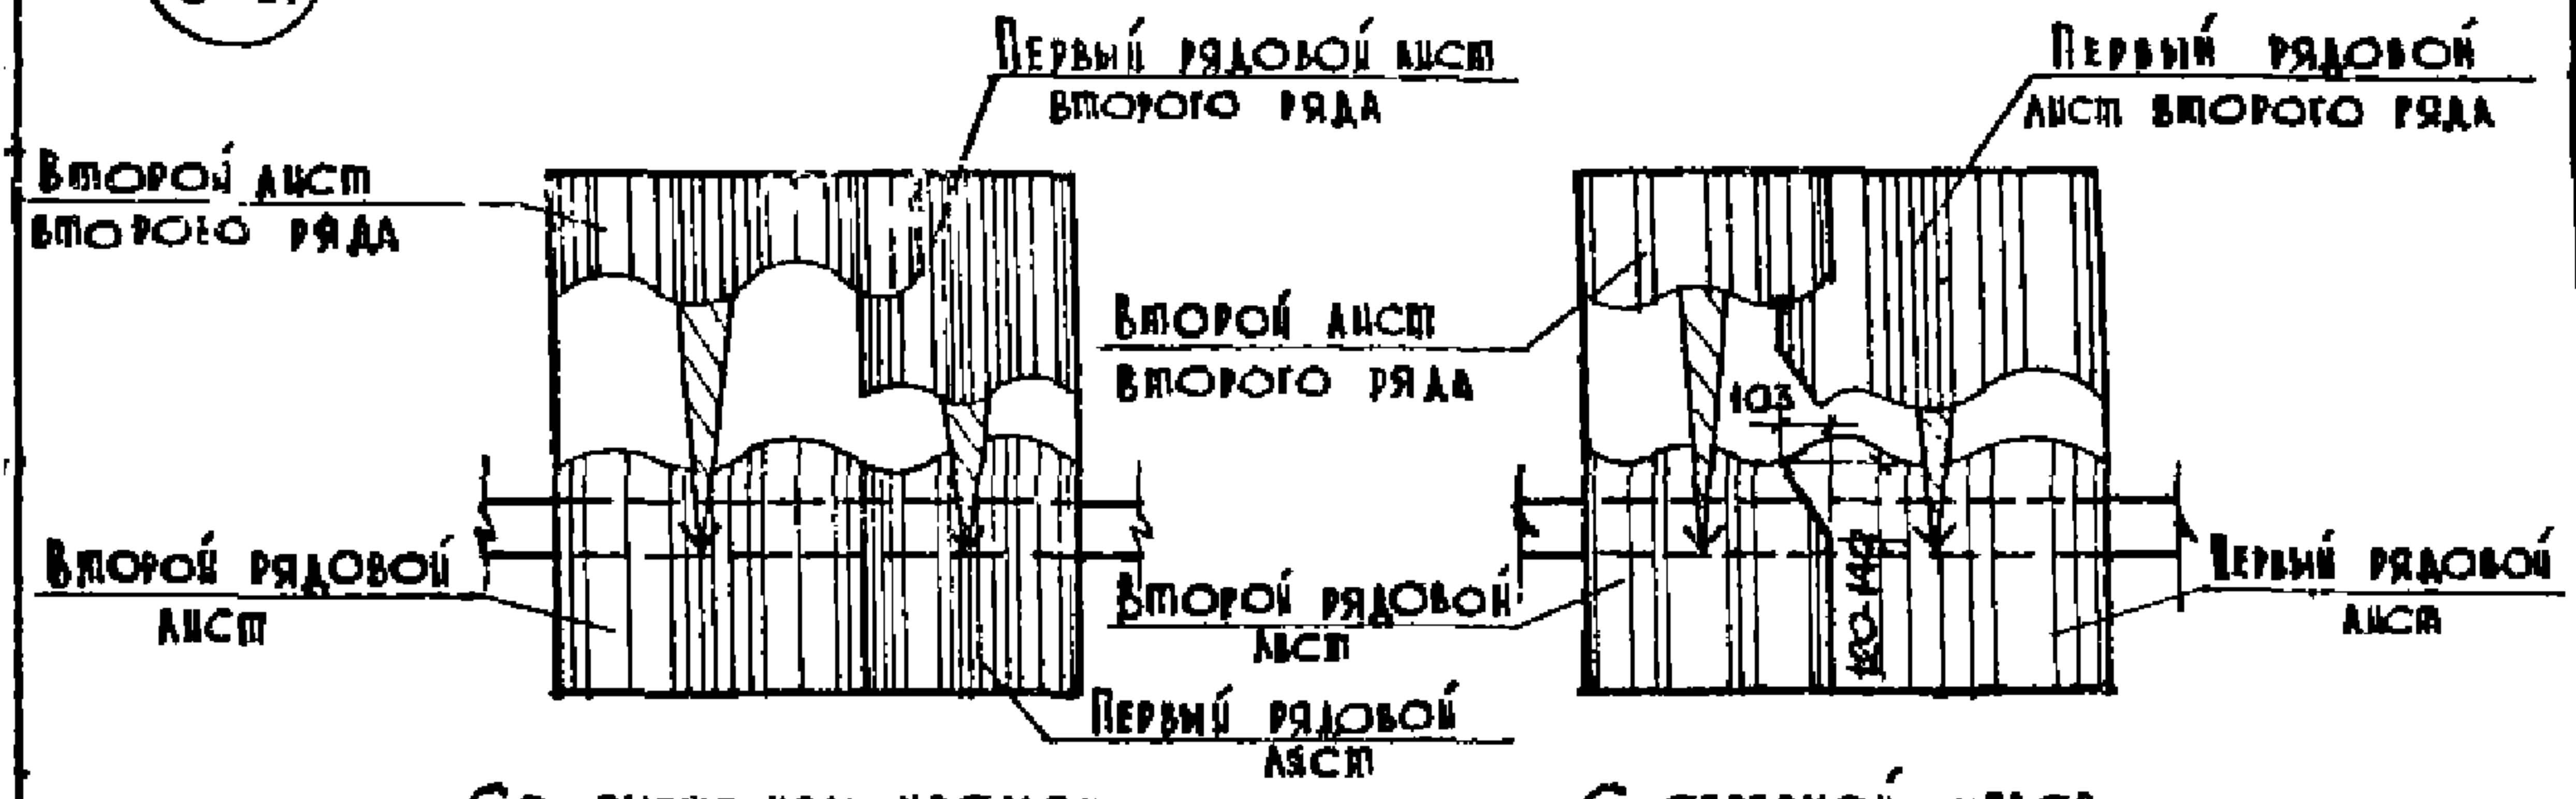 Первый рядовой лист
второго ряда
Второй лист
второго ряда
Второй рядовой
лист
Первый рядовой
лист
Первый рядовой
лист второго ряда
Второй лист
второго ряда
103
Второй рядовой
лист
Первый рядовой
лист